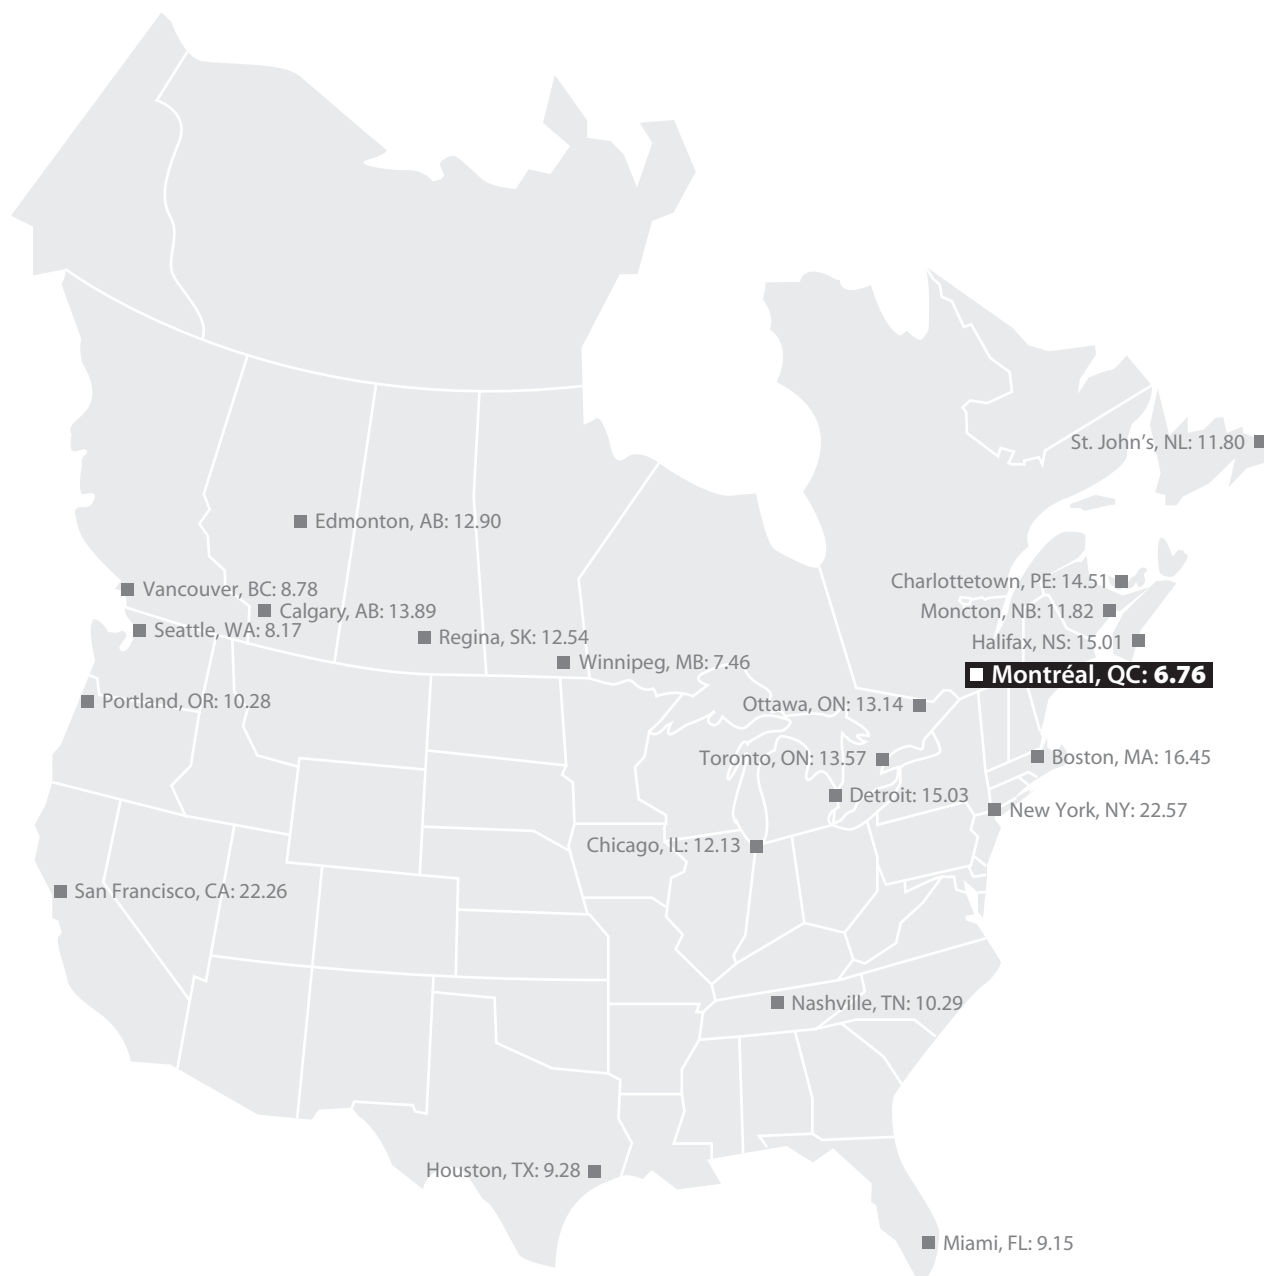 St. John’s, NL: 11.80
Edmonton, AB: 12.90
Charlottetown, PE: 14.51
Vancouver, BC: 8.78
Calgary, AB: 13.89
Moncton, NB: 11.82
Seattle, WA: 8.17
Regina, SK: 12.54
Halifax, NS: 15.01
Winnipeg, MB: 7.46
Montréal, QC: 6.76
Portland, OR: 10.28
Ottawa, ON: 13.14
Toronto, ON: 13.57
Boston, MA: 16.45
Detroit: 15.03
New York, NY: 22.57
Chicago, IL: 12.13
San Francisco, CA: 22.26
Nashville, TN: 10.29
Houston, TX: 9.28
Miami, FL: 9.15